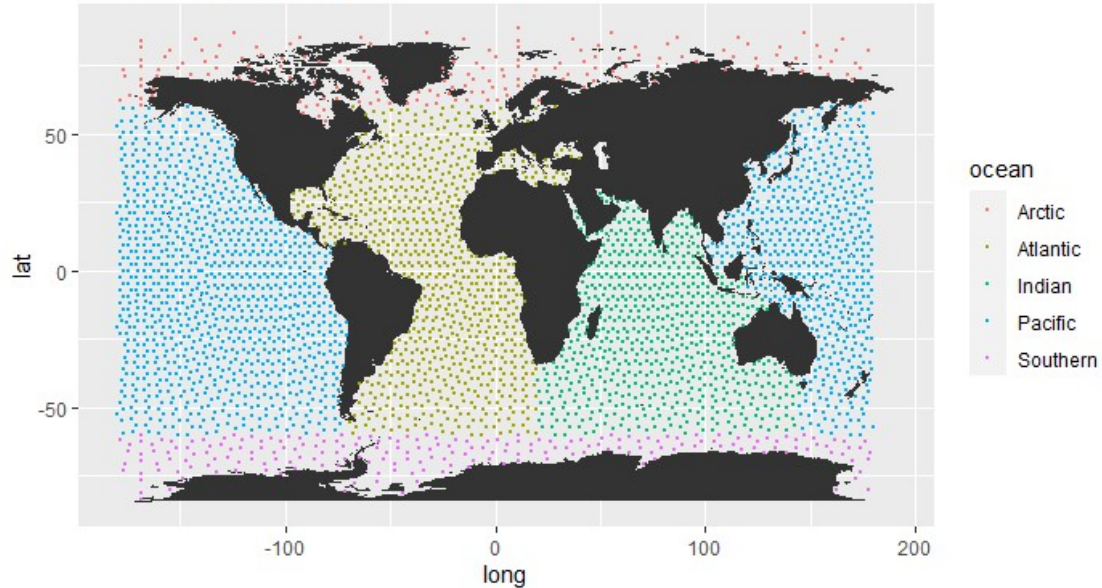 50
0
-50
lat
-100
0
100
200
long
ocean
Arctic
Atlantic
Indian
Pacific
Southern